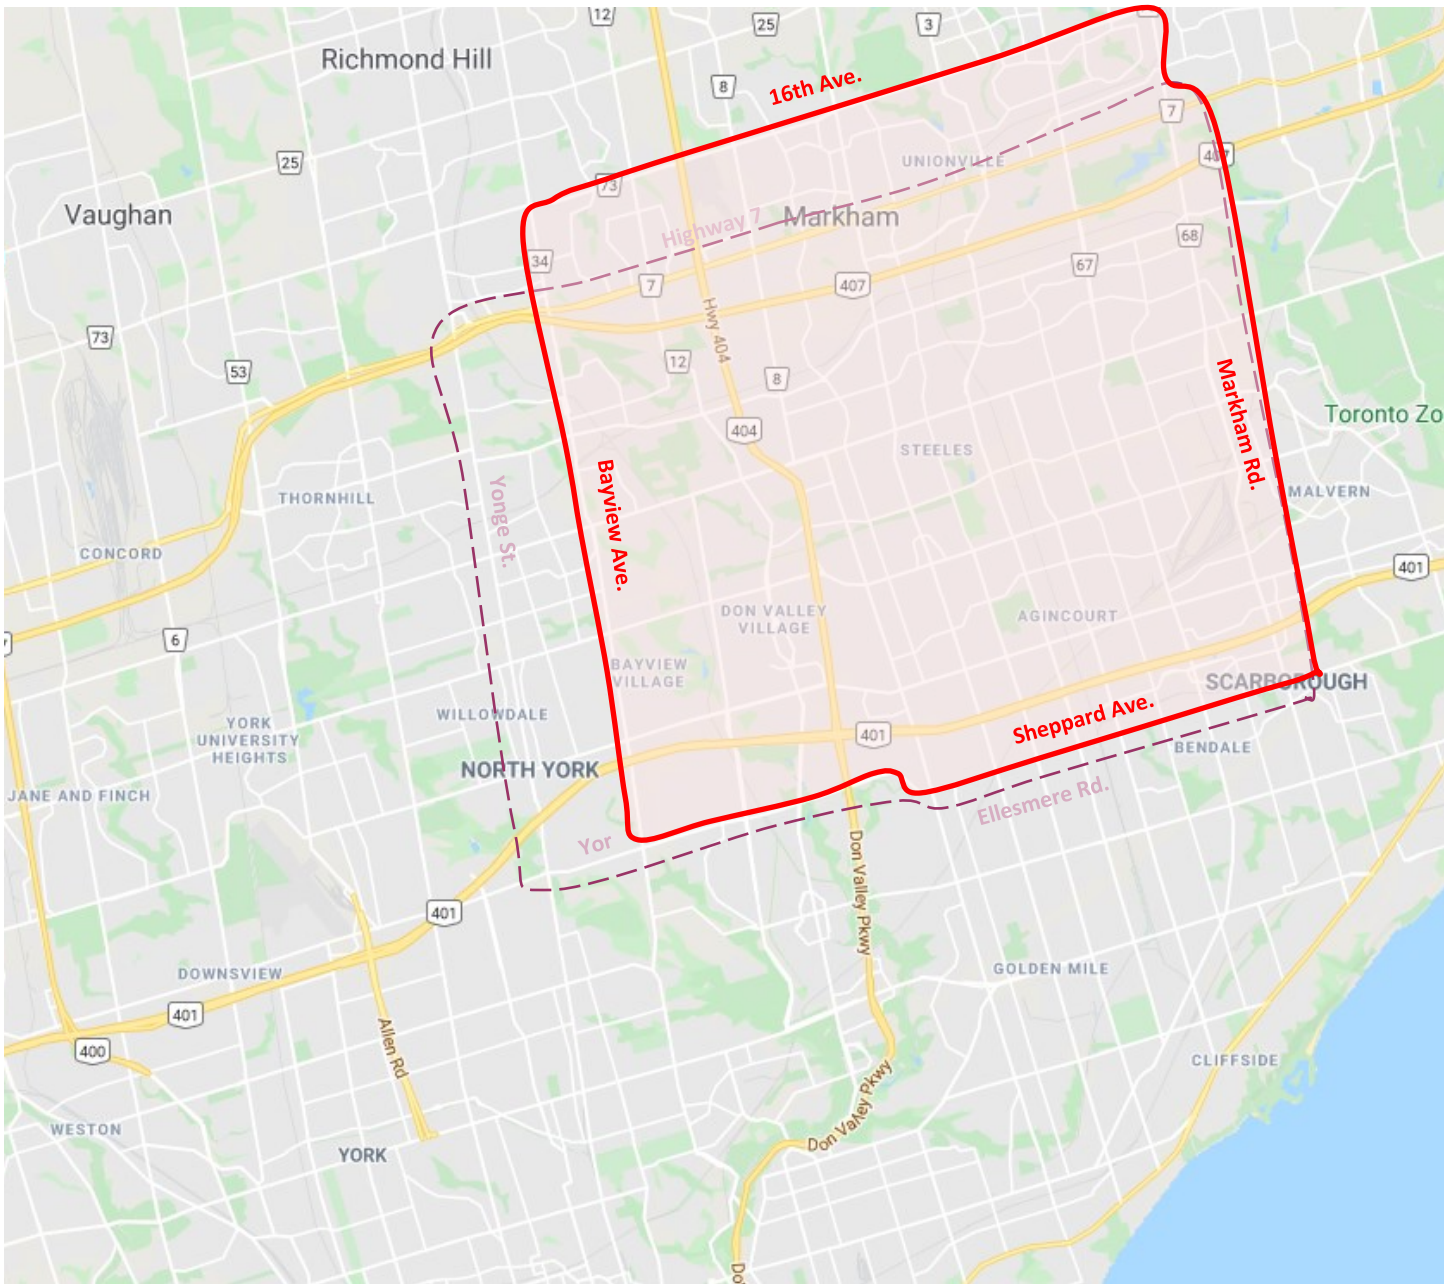 12
25
3
Richmond Hill
16th Ave.
8
7
25
UNIONVILLE
407
73
Vaughan
Highway 7
Markham
68
34
67
7
407
Hwy 404
73
12
53
8
Markham Rd.
Toronto Zo
404
STEELES
Bayview Ave.
Yonge St.
MALVERN
THORNHILL
CONCORD
401
DON VALLEY
VILLAGE
AGINCOURT
7
6
BAYVIEW
VILLAGE
SCARBOROUGH
WILLOWDALE
Sheppard Ave.
YORK
UNIVERSITY
HEIGHTS
401
BENDALE
NORTH YORK
JANE AND FINCH
Ellesmere Rd.
Yor
Don Valley Pkwy
401
DOWNSVIEW
GOLDEN MILE
401
400
Allen Rd
CLIFFSIDE
Don Valley Pkwy
WESTON
YORK
Do